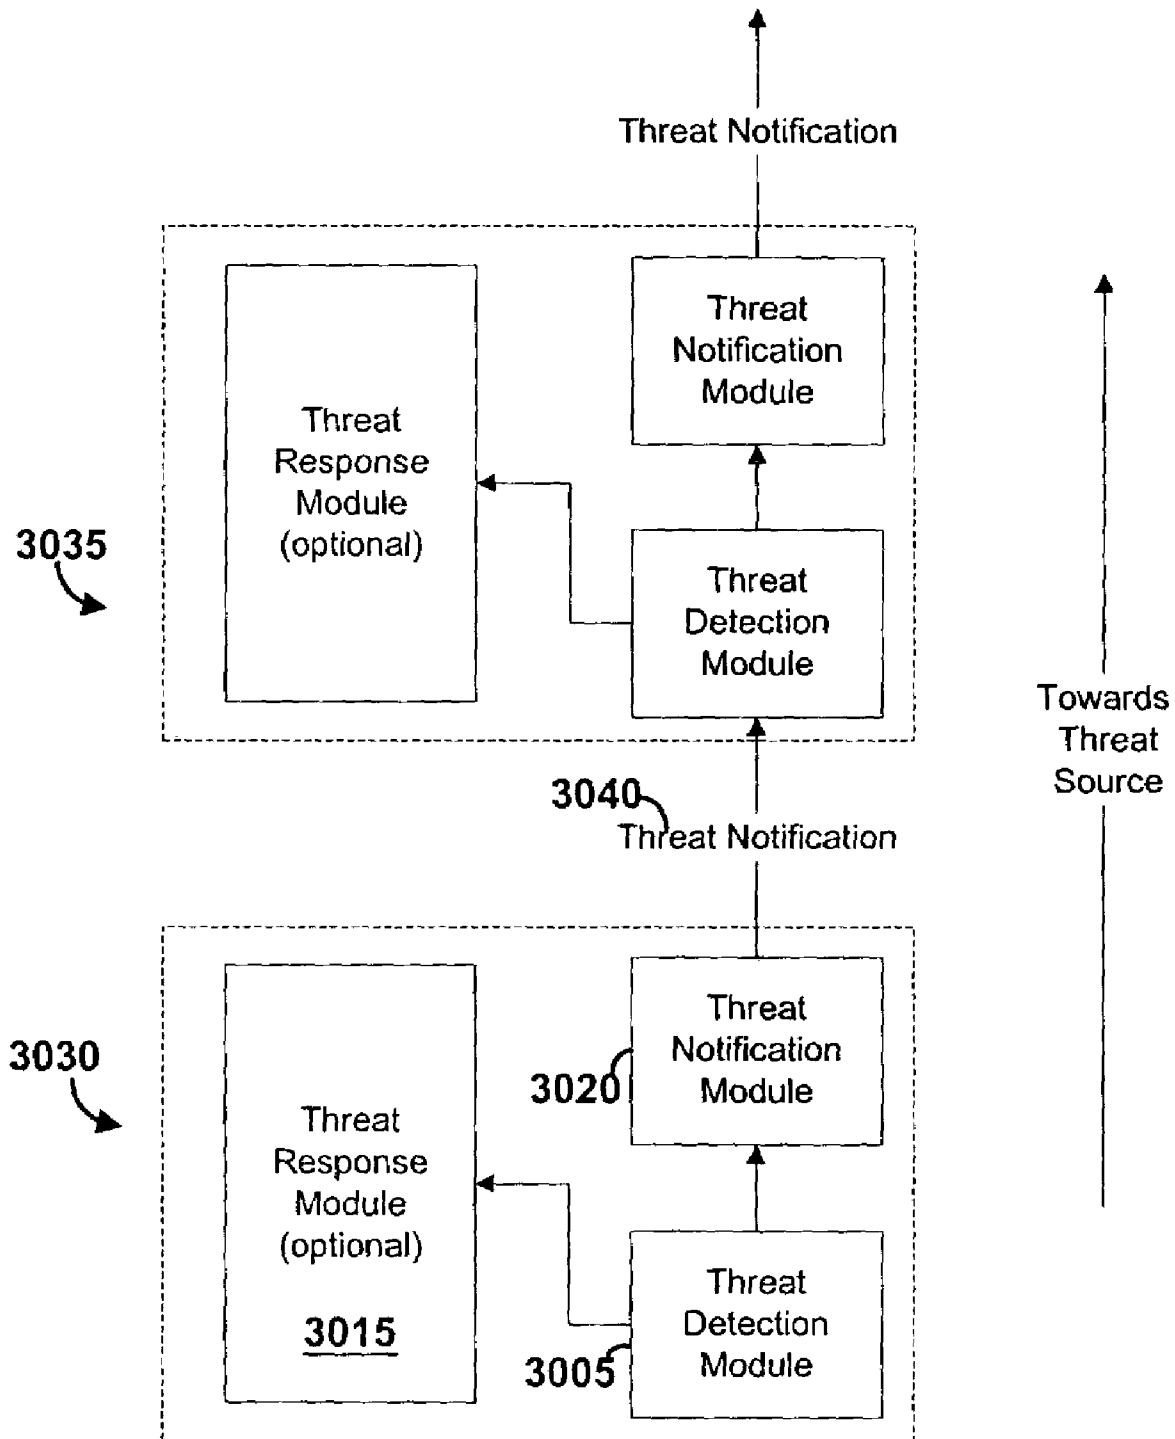 Threat Notification
Threat
Notification
Module
Threat
Response
Module
(optional)
3035
Threat
Detection
Module
Towards
Threat
Source
3040
Threat Notification
Threat
Notification
Module
3020
3030
Threat
Response
Module
(optional)
3015
Threat
Detection
Module
3005